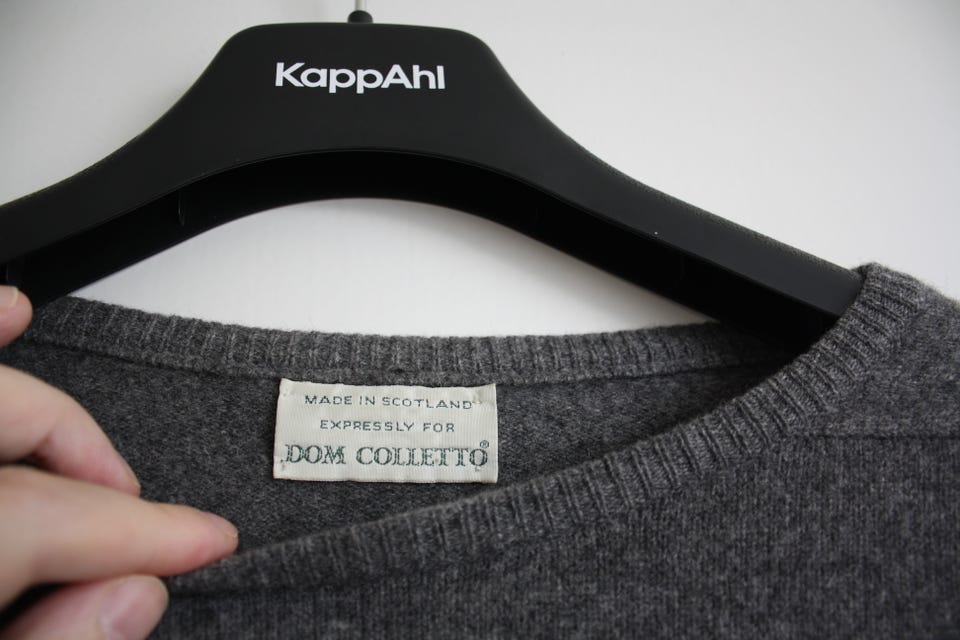 KappAhl
MADE IN SCOTLAND
EXPRESSLY FOR
DOM COLLETTO®